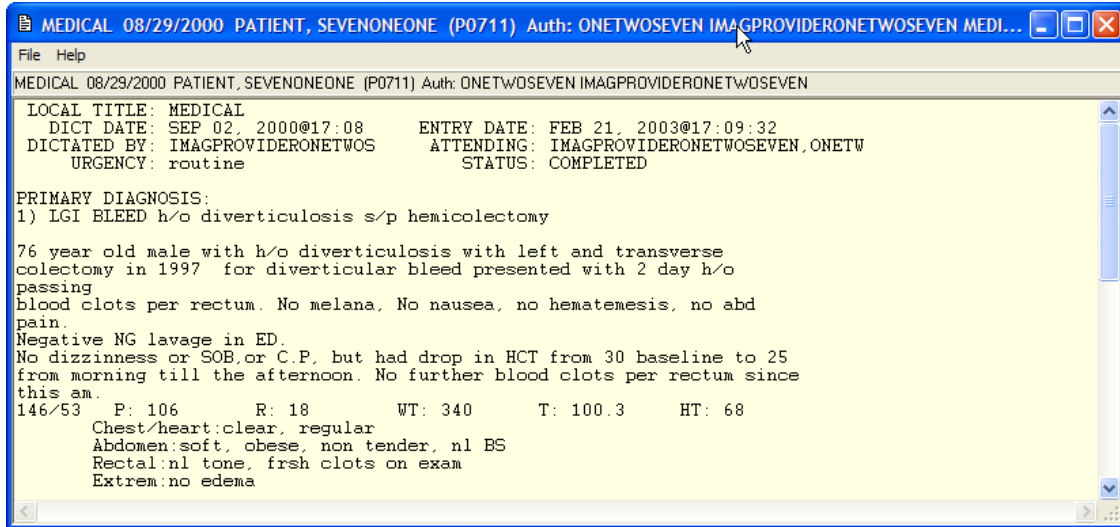 MEDICAL 08/29/2000 PATIENT, SEVENONEONE (P0711) Auth: ONETWOSEVEN IMAGPROVIDERONETWOSEVEN MEDI...
File Help
MEDICAL 08/29/2000 PATIENT, SEVENONEONE (P0711) Auth: ONETWOSEVEN IMAGPROVIDERONETWOSEVEN
LOCAL TITLE: MEDICAL
DICT DATE: SEP 02, 2000@17:08 ENTRY DATE: FEB 21, 2003@17:09:32
DICTATED BY: IMAGPROVIDERONETWOS ATTENDING: IMAGPROVIDERONETWOSEVEN,ONETW
URGENCY: routine STATUS: COMPLETED
PRIMARY DIAGNOSIS:
1) LGI BLEED h/o diverticulosis s/p hemicolectomy
76 year old male with h/o diverticulosis with left and transverse
colectomy in 1997 for diverticular bleed presented with 2 day h/o
passing
blood clots per rectum. No melana, No nausea, no hematemesis, no abd
pain.
Negative NG lavage in ED.
No dizzinness or SOB,or C.P, but had drop in HCT from 30 baseline to 25
from morning till the afternoon. No further blood clots per rectum since
this am.
146/53 P: 106 R: 18 WT: 340 T: 100.3 HT: 68
Chest/heart:clear, regular
Abdomen:soft, obese, non tender, nl BS
Rectal:nl tone, frsh clots on exam
Extrem:no edema